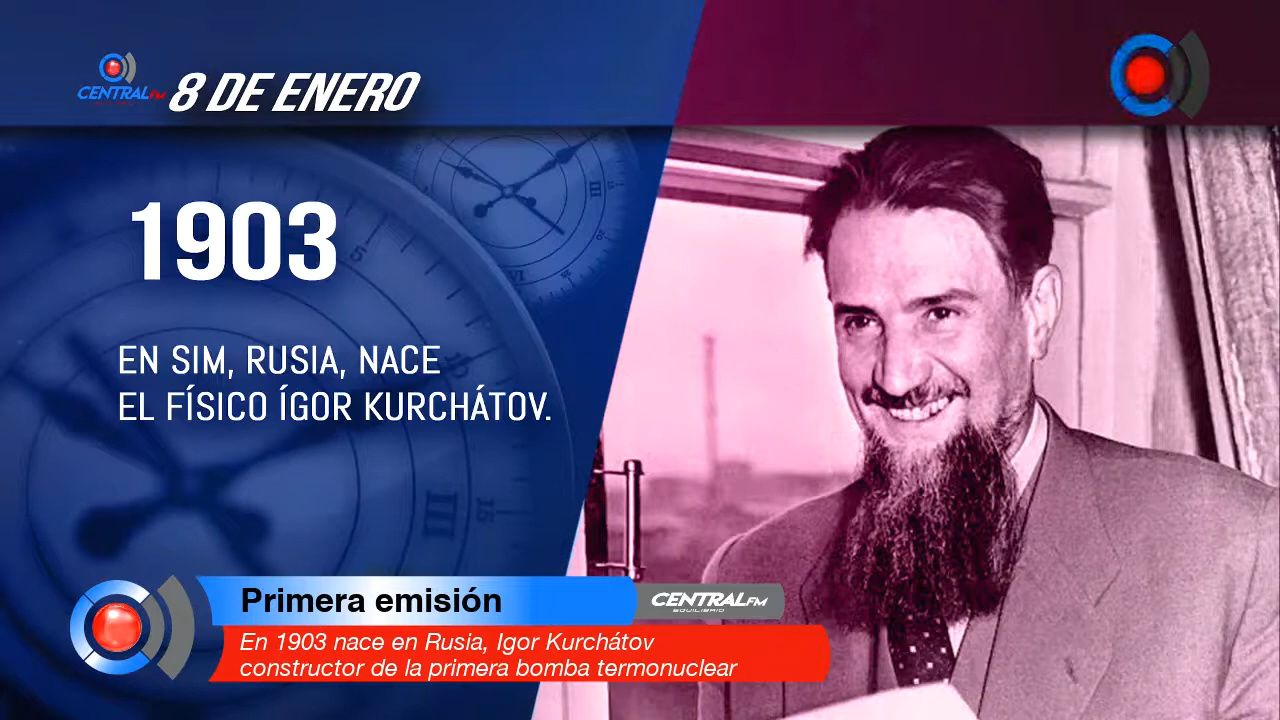 CENTRAL FM
8 DE ENERO
1903
EN SIM, RUSIA, NACE
EL FÍSICO ÍGOR KURCHÁTOV.
Primera emisión
CENTRAL FM
EQUILIBRIO
En 1903 nace en Rusia, Igor Kurchátov
constructor de la primera bomba termonuclear